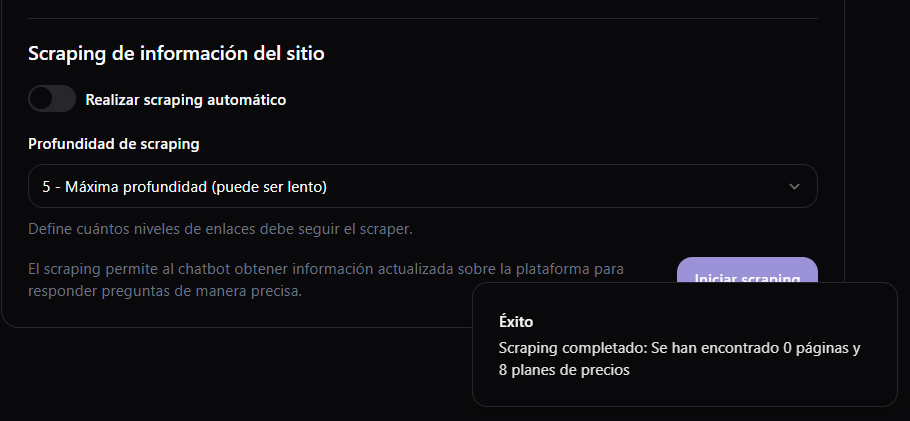 Scraping de información del sitio
Realizar scraping automático
Profundidad de scraping
5 - Máxima profundidad (puede ser lento)
Define cuántos niveles de enlaces debe seguir el scraper.
El scraping permite al chatbot obtener información actualizada sobre la plataforma para
responder preguntas de manera precisa.
Iniciar scraping
Éxito
Scraping completado: Se han encontrado 0 páginas y
8 planes de precios